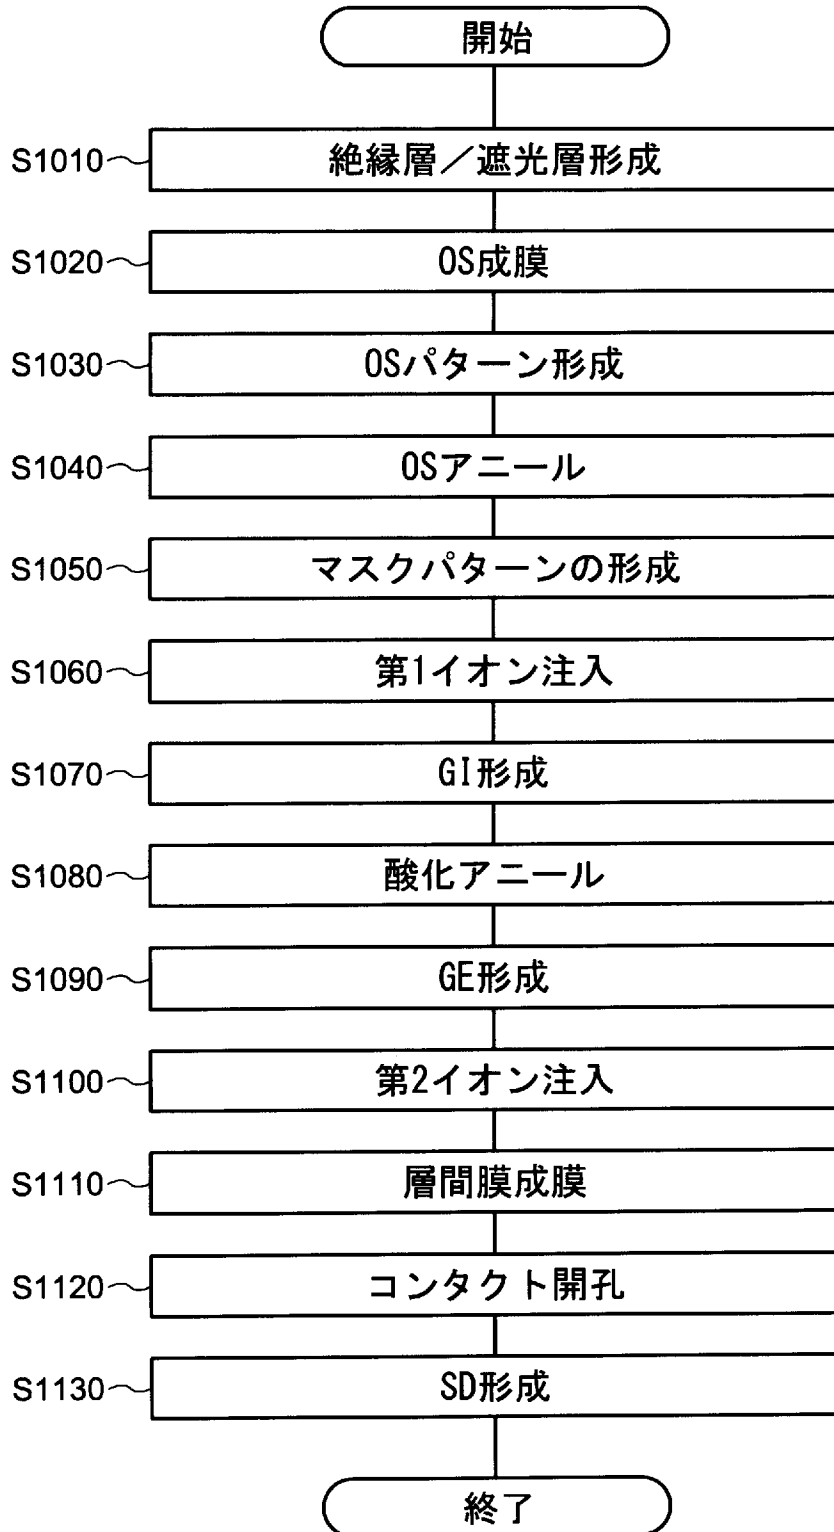 開始
S1010 絶縁層／遮光層形成
S1020 OS成膜
S1030 OSパターン形成
S1040 OSアニール
S1050 マスクパターンの形成
S1060 第1イオン注入
S1070 GI形成
S1080 酸化アニール
S1090 GE形成
S1100 第2イオン注入
S1110 層間膜成膜
S1120 コンタクト開孔
S1130 SD形成
終了